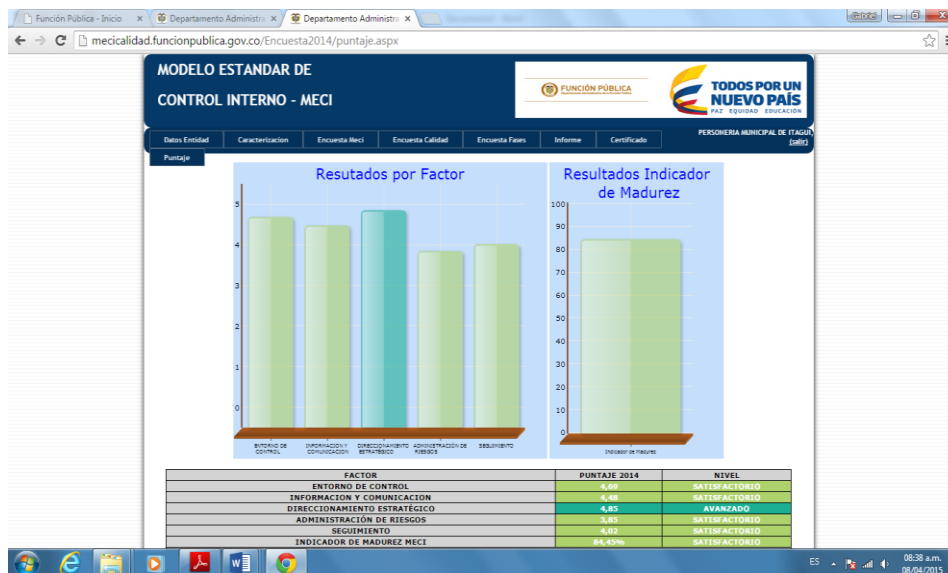 Función Pública - Inicio
Departamento Administra
Departamento Administra
mecicalidad.funcionpublica.gov.co/Encuesta2014/puntaje.aspx
MODELO ESTANDAR DE
CONTROL INTERNO - MECI
FUNCIÓN PÚBLICA
TODOS POR UN
NUEVO PAÍS
PAZ EQUIDAD EDUCACIÓN
Datos Entidad
Caracterizacion
Encuesta Meci
Encuesta Calidad
Encuesta Fases
Informe
Certificado
PERSONERIA MUNICIPAL DE ITAGUI
(salir)
Puntaje
Resutados por Factor
5
4
3
2
1
0
ENTORNO DE
CONTROL
INFORMACION Y
COMUNICACION
DIRECCIONAMIENTO
ESTRATÉGICO
ADMINISTRACIÓN DE
RIESGOS
SEGUIMIENTO
Resultados Indicador
de Madurez
100
90
80
70
60
50
40
30
20
10
0
Indicador de Madurez
FACTOR PUNTAJE 2014 NIVEL
ENTORNO DE CONTROL 4,69 SATISFACTORIO
INFORMACION Y COMUNICACION 4,48 SATISFACTORIO
DIRECCIONAMIENTO ESTRATÉGICO 4,85 AVANZADO
ADMINISTRACIÓN DE RIESGOS 3,85 SATISFACTORIO
SEGUIMIENTO 4,02 SATISFACTORIO
INDICADOR DE MADUREZ MECI 84,45% SATISFACTORIO
ES
08:38 a.m.
08/04/2015